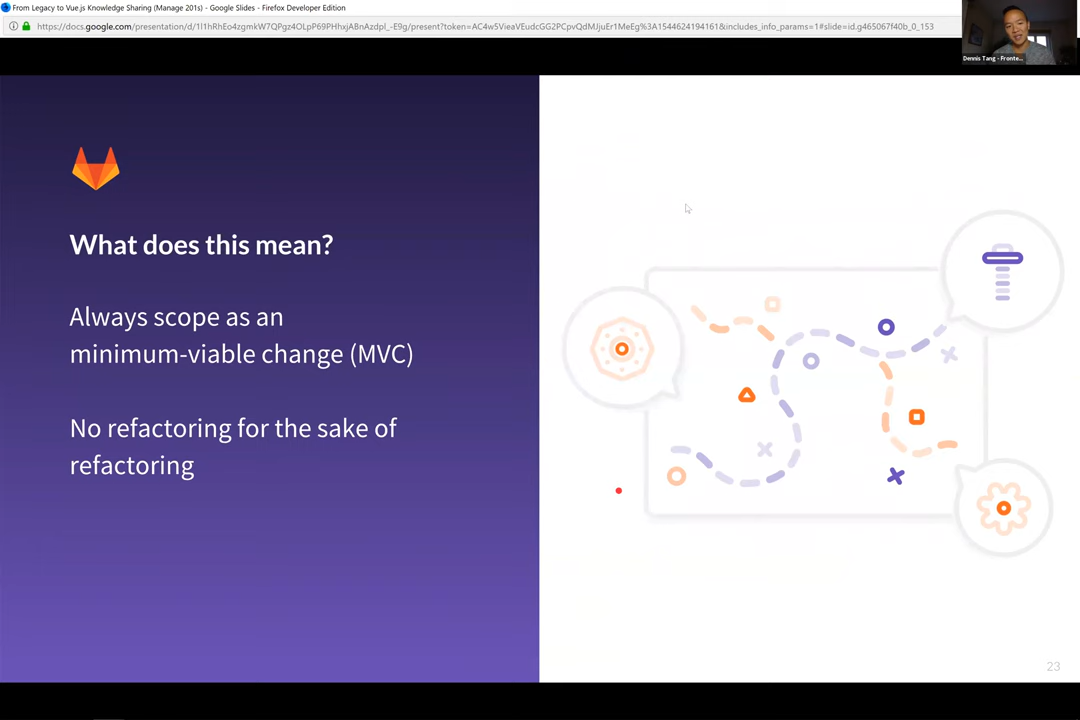 From Legacy to Vue.js Knowledge Sharing (Manage 201s) - Google Slides - Firefox Developer Edition
https://docs.google.com/presentation/d/1l1hRhEo4zgmkW7QPgz4OLpP69PHhxjA8nAzdpl_-E9g/present?token=AC4w5VieaVEudcGG2PCpvQdMJjuEr1MeEg%3A1544624194161&includes_info_params=1#slide=id.g465067f40b_0_153
Dennis Tang - Fronte...
What does this mean?
Always scope as an
minimum-viable change (MVC)
No refactoring for the sake of
refactoring
23